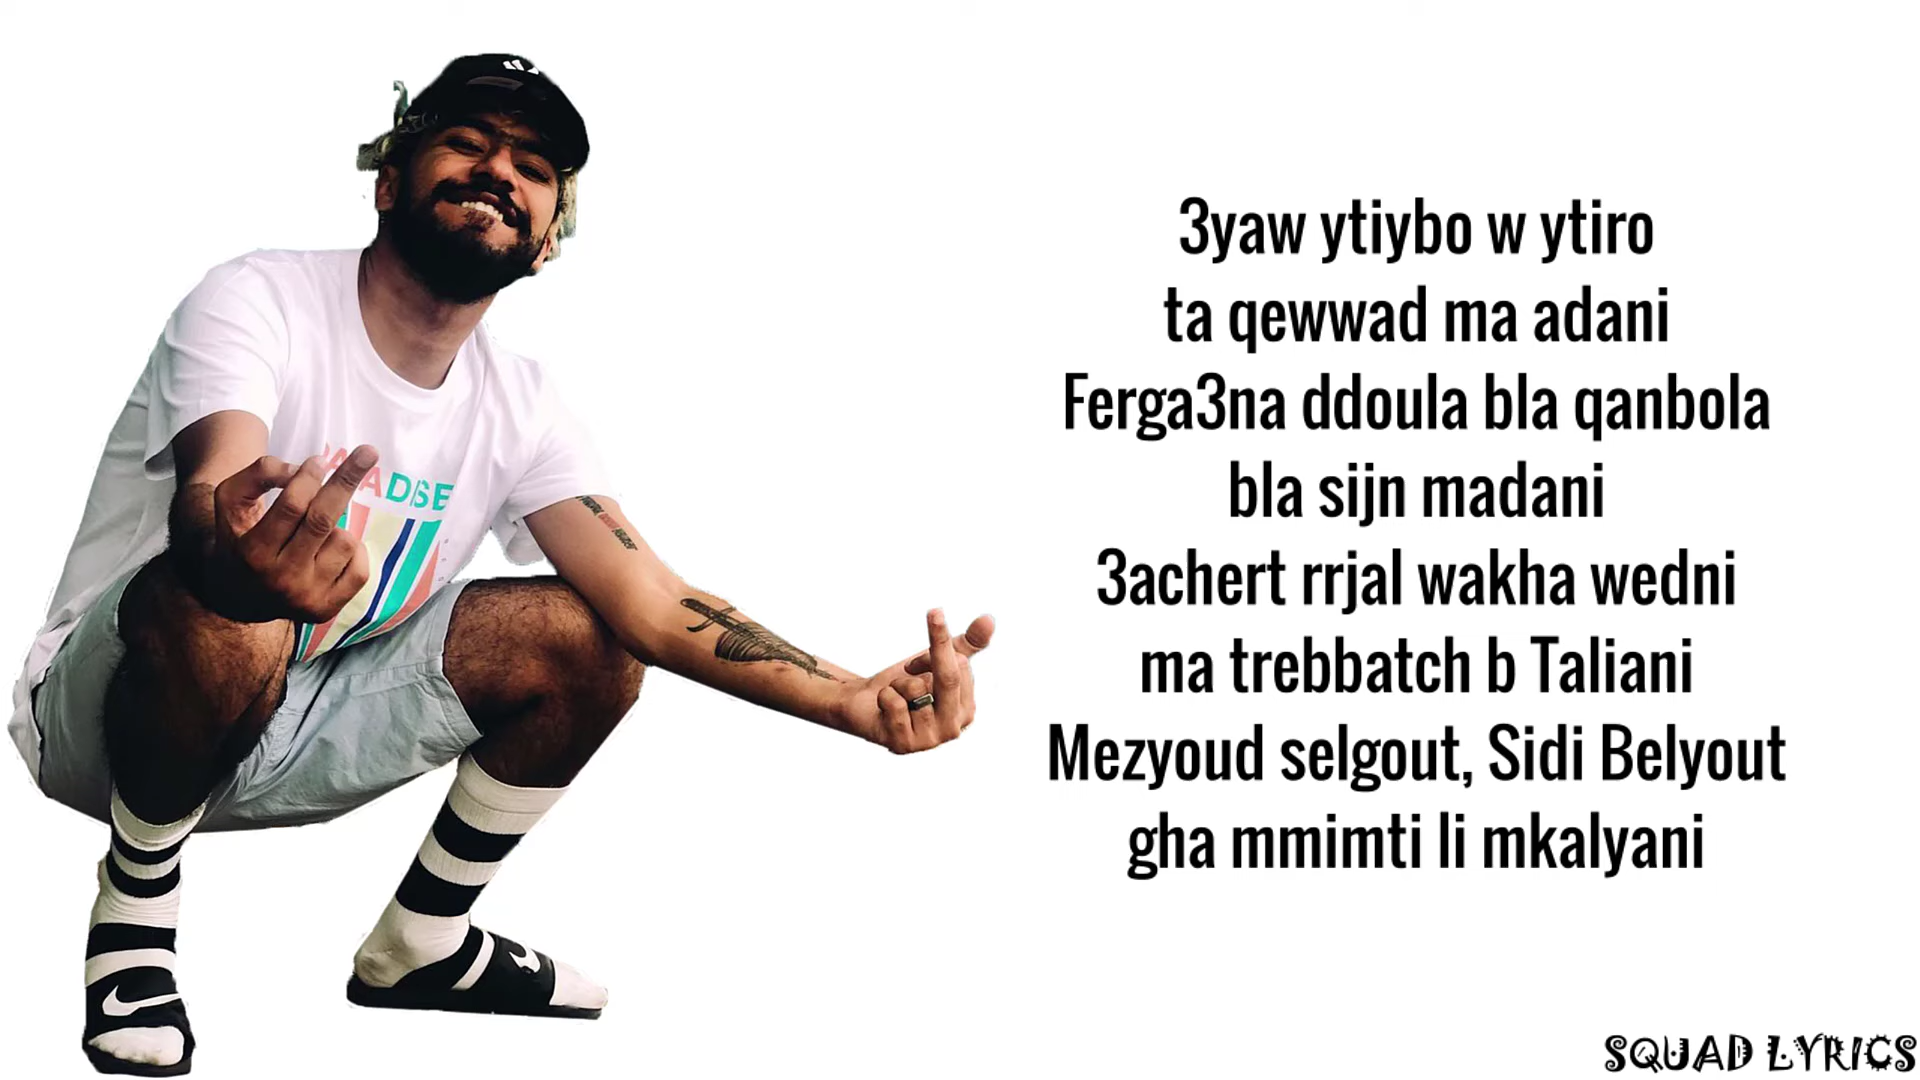 PARADISE
3yaw ytiybo w ytiro
ta qewwad ma adani
Ferga3na ddoula bla qanbola
bla sijn madani
3achert rrjal wakha wedni
ma trebbatch b Taliani
Mezyoud selgout, Sidi Belyout
gha mmimti li mkalyani
SQUAD LYRICS